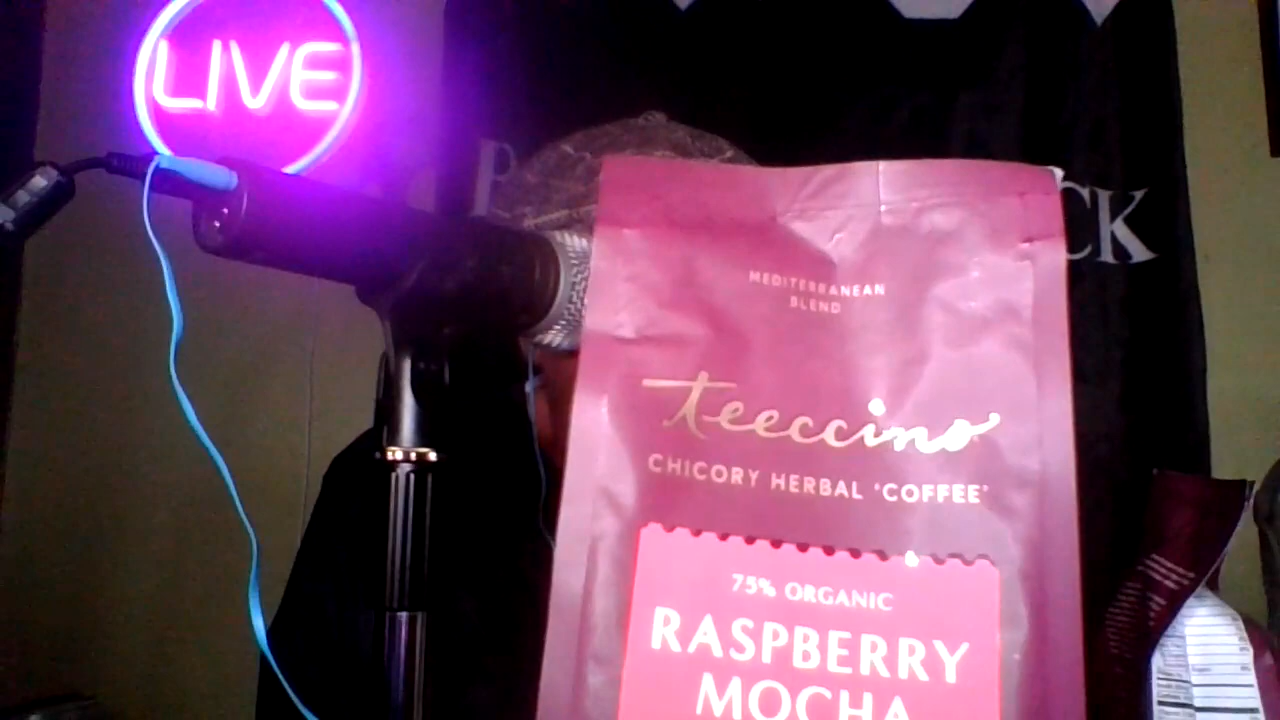 LIVE
P
CK
MEDITERRANEAN
BLEND
teeccino
CHICORY HERBAL ‘COFFEE’
75% ORGANIC
RASPBERRY
MOCHA